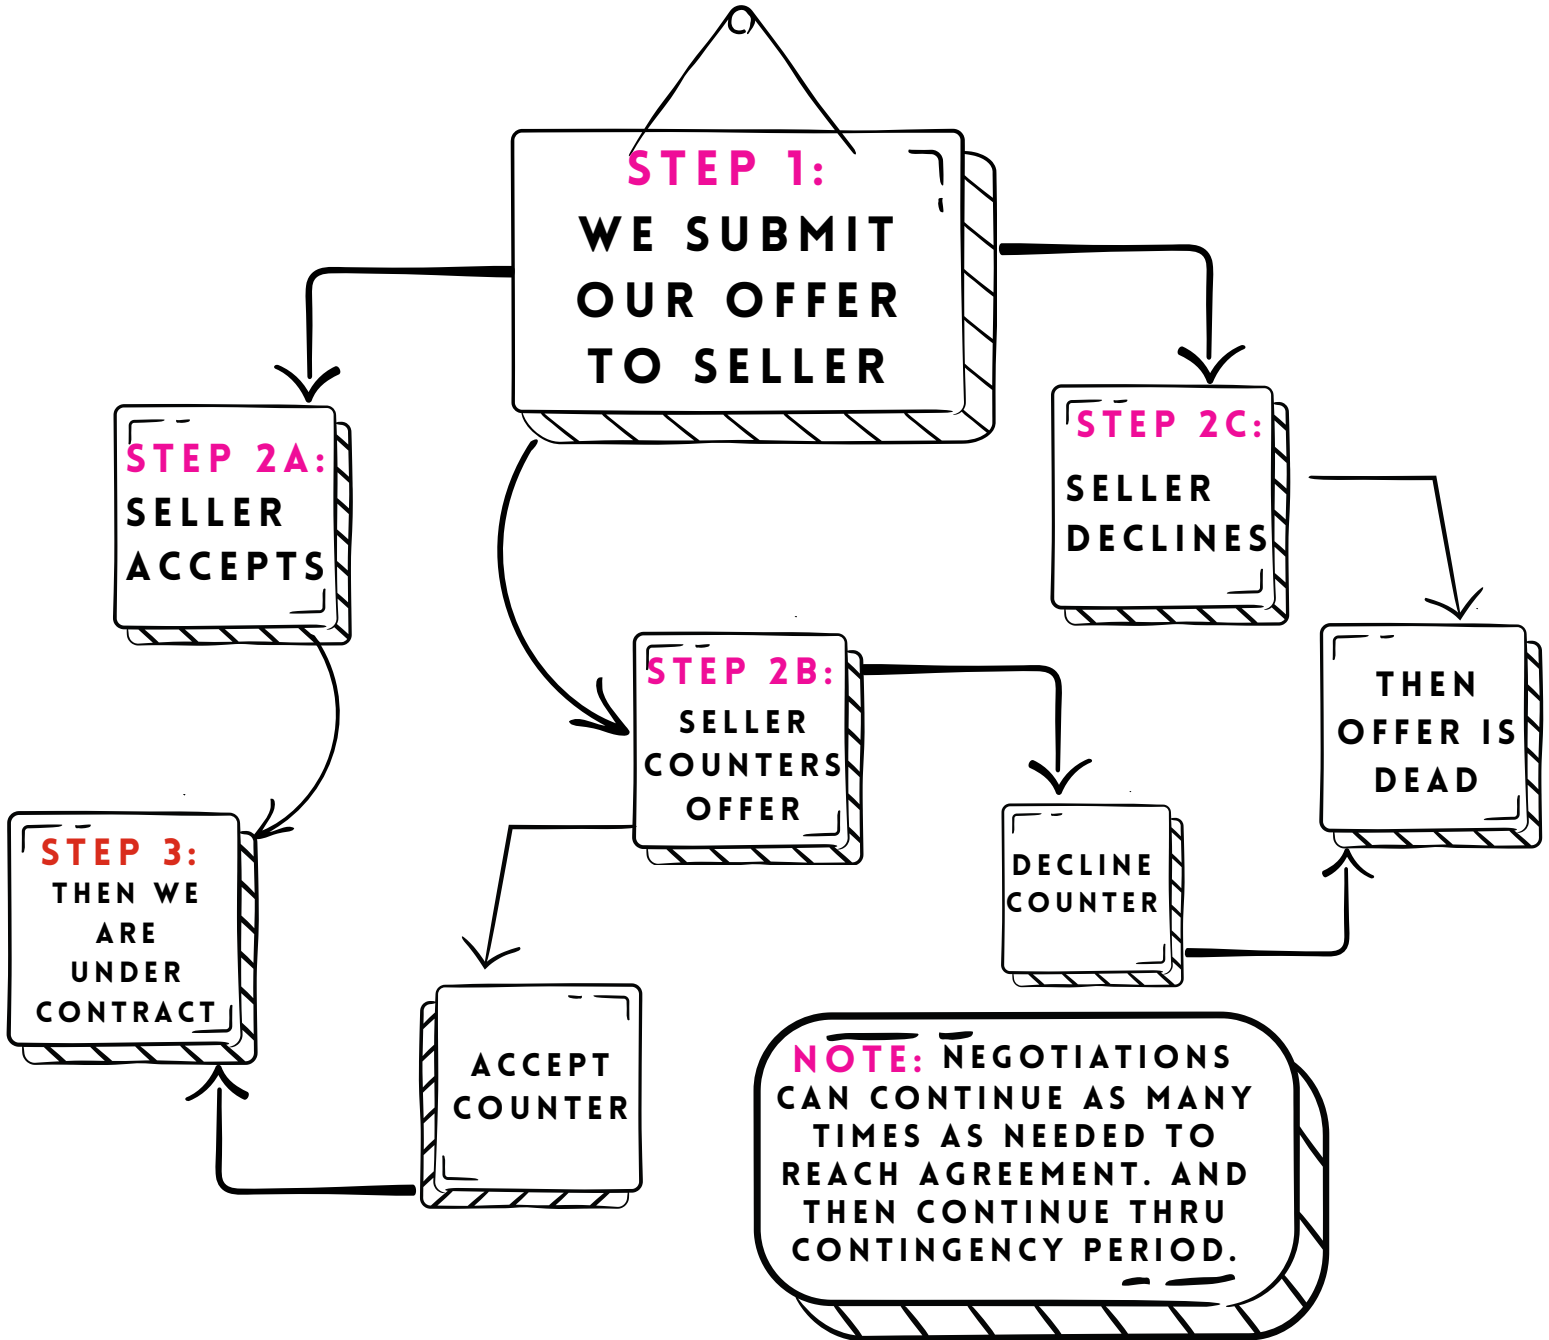 STEP 1:
WE SUBMIT
OUR OFFER
TO SELLER
STEP 2A:
SELLER
ACCEPTS
STEP 2C:
SELLER
DECLINES
STEP 2B:
SELLER
COUNTERS
OFFER
THEN
OFFER IS
DEAD
STEP 3:
THEN WE
ARE
UNDER
CONTRACT
DECLINE
COUNTER
ACCEPT
COUNTER
NOTE: NEGOTIATIONS
CAN CONTINUE AS MANY
TIMES AS NEEDED TO
REACH AGREEMENT. AND
THEN CONTINUE THRU
CONTINGENCY PERIOD.